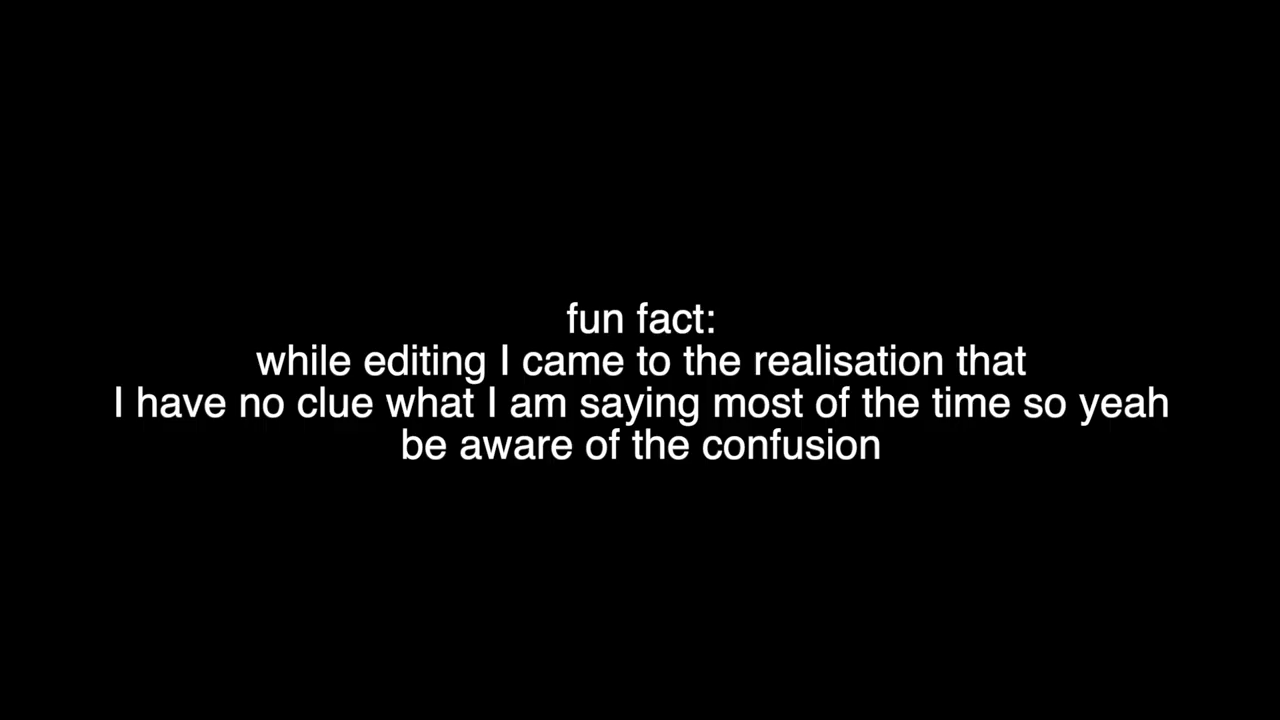 fun fact:
while editing I came to the realisation that
I have no clue what I am saying most of the time so yeah
be aware of the confusion